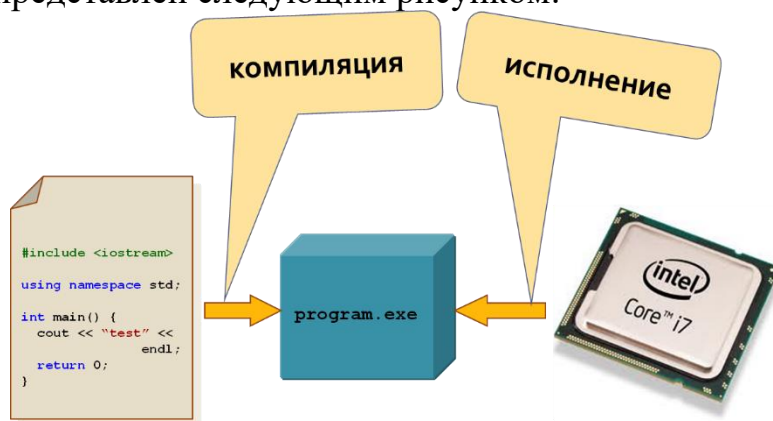 представлен следующим рисунком.
компиляция
исполнение
#include <iostream>
using namespace std;
int main() {
cout << “test” <<
endl;
return 0;
}
program.exe
intel
Core™ i7